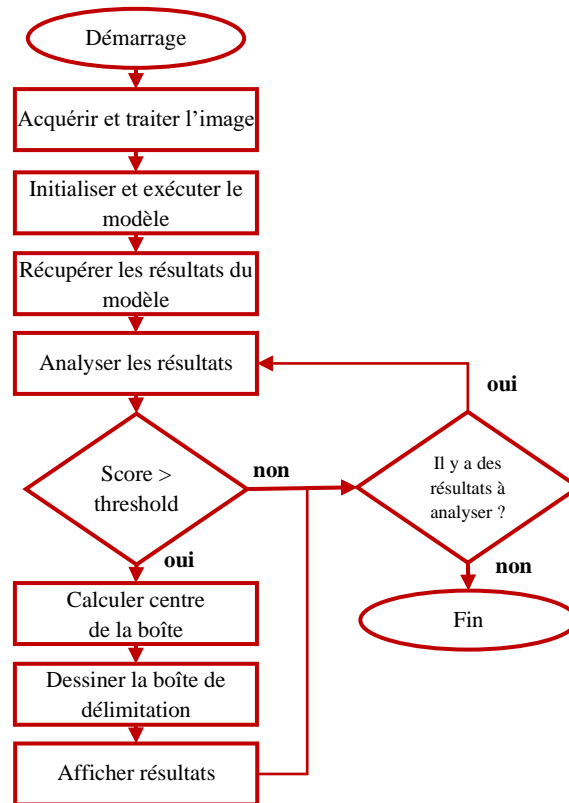 Démarrage
Acquérir et traiter l’image
Initialiser et exécuter le
modèle
Récupérer les résultats du
modèle
Analyser les résultats
oui
Score >
threshold
non
Il y a des
résultats à
analyser ?
oui
non
Calculer centre
de la boîte
Fin
Dessiner la boîte de
délimitation
Afficher résultats